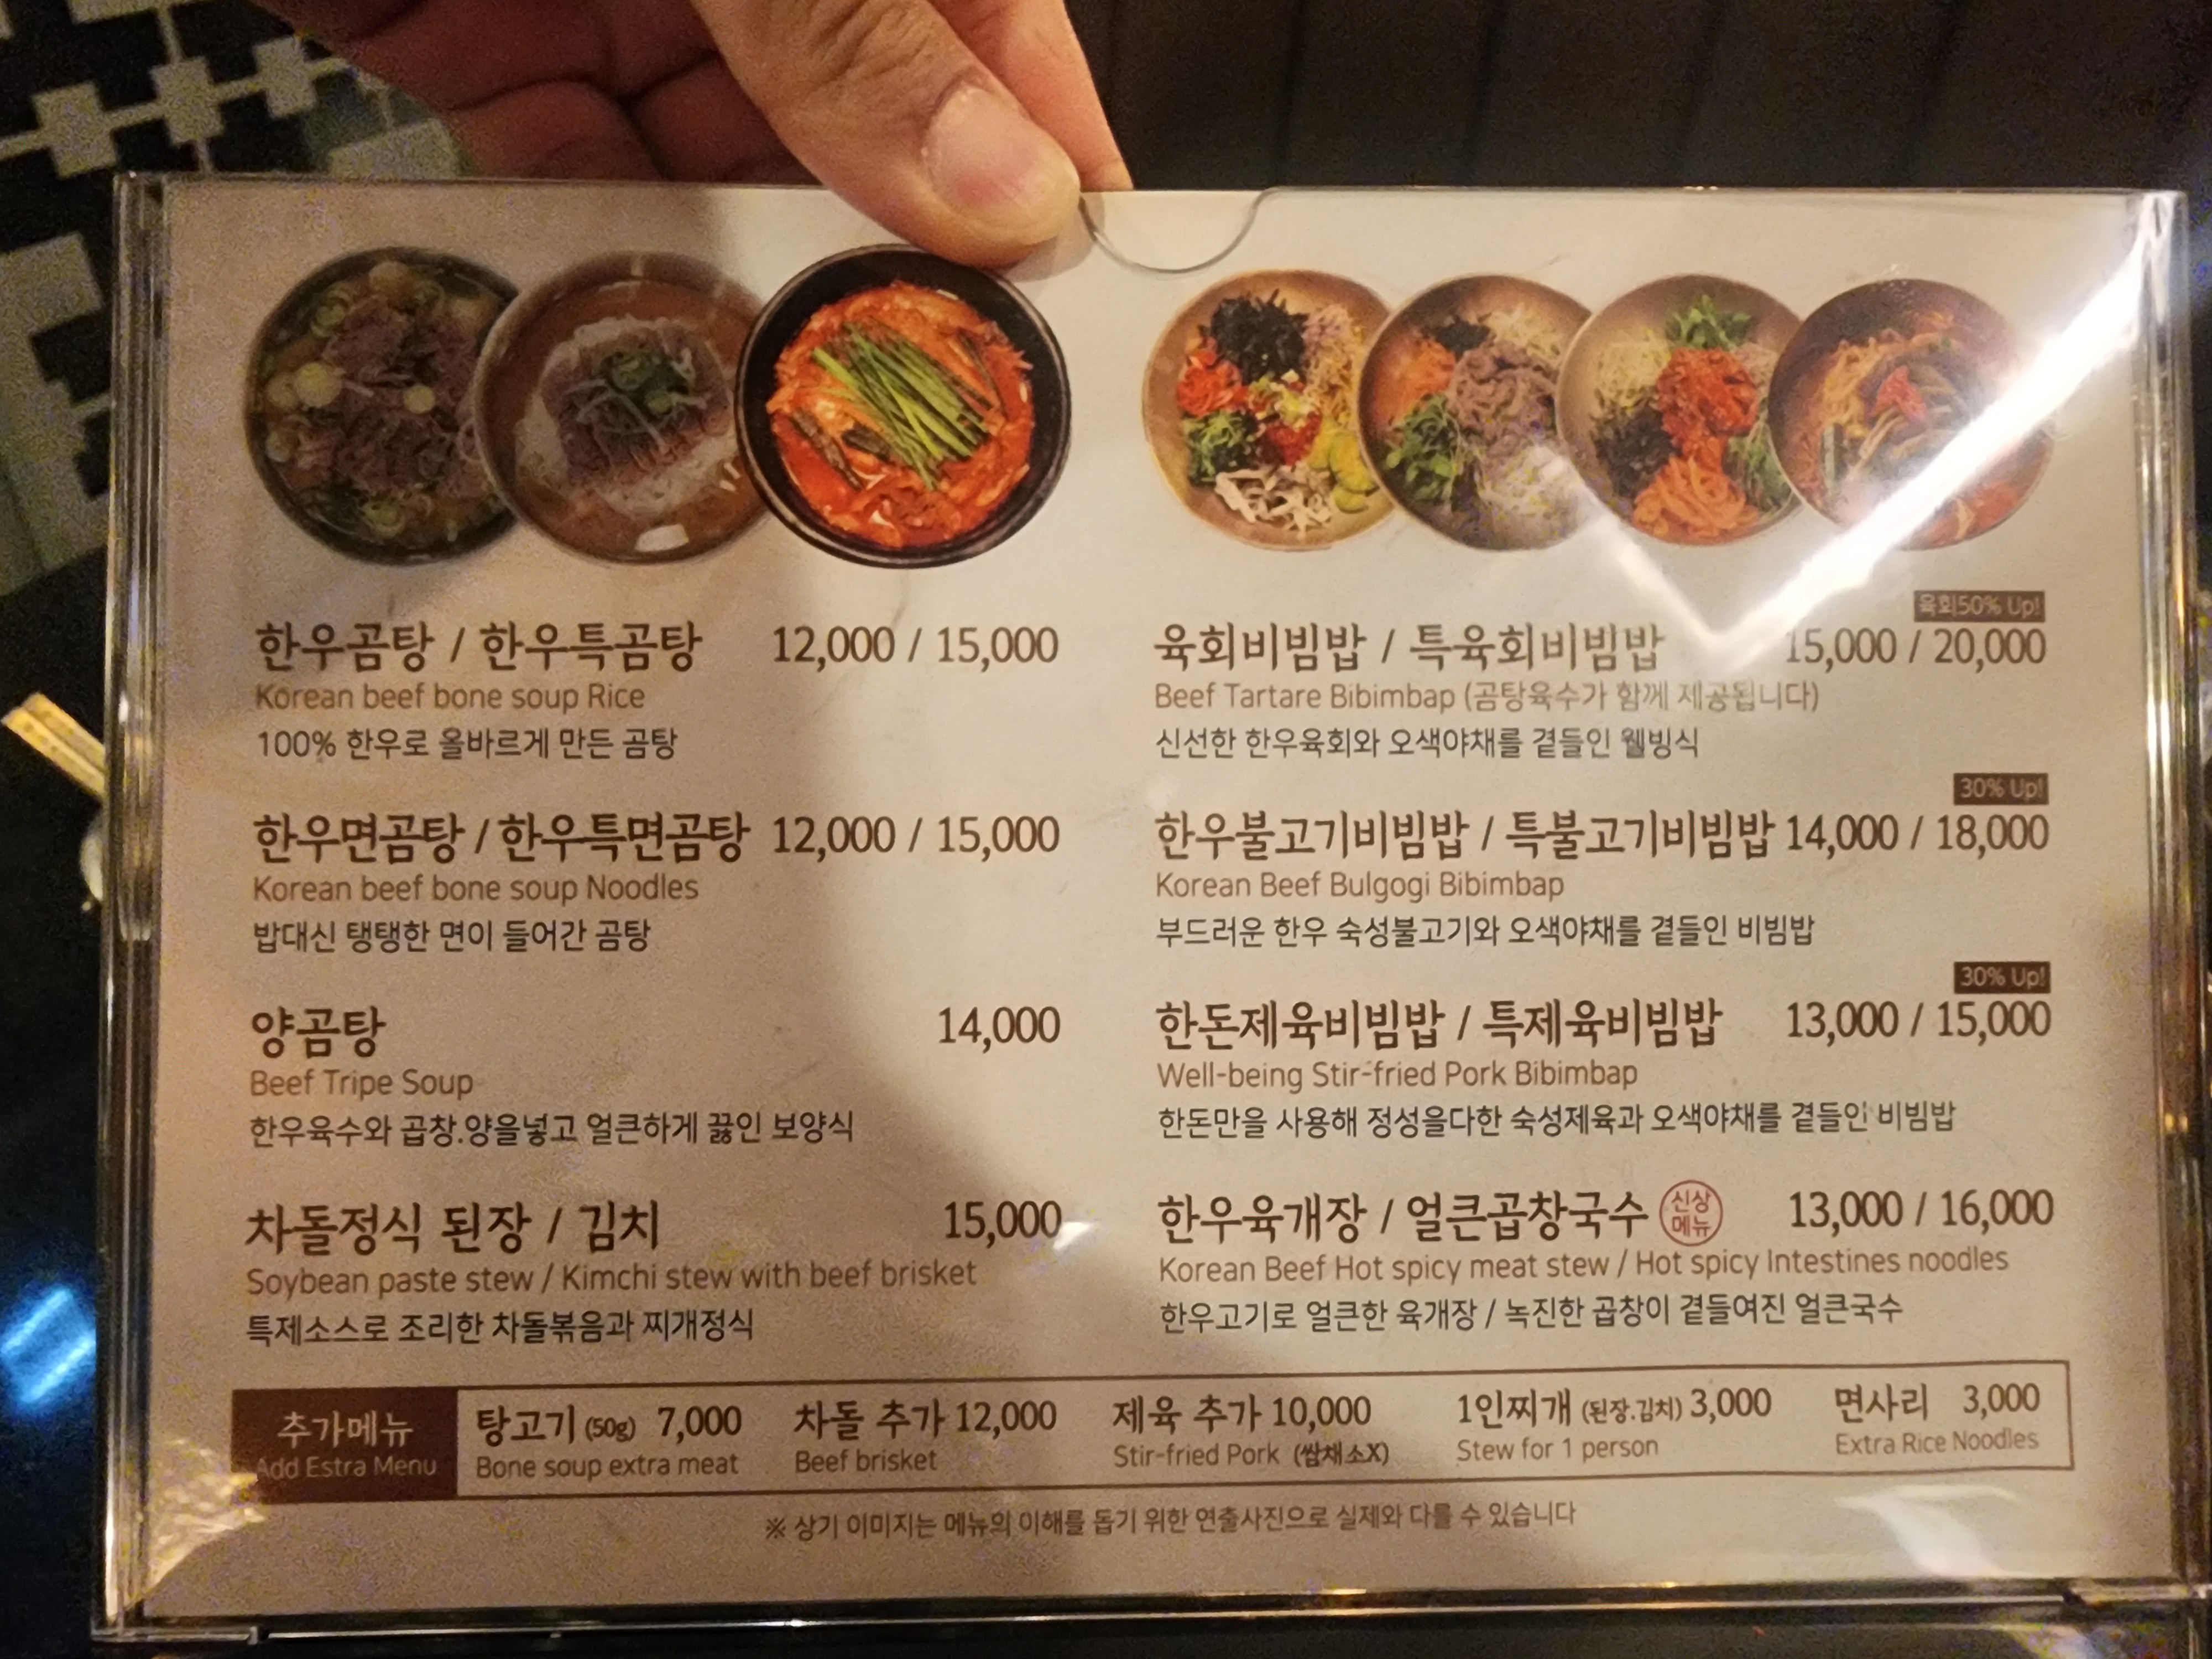 한우곰탕 / 한우특곰탕 12,000 / 15,000
Korean beef bone soup Rice
100% 한우로 올바르게 만든 곰탕
한우면곰탕 / 한우특면곰탕 12,000 / 15,000
Korean beef bone soup Noodles
밥대신 탱탱한 면이 들어간 곰탕
양곰탕 14,000
Beef Tripe Soup
한우육수와 곱창.양을넣고 얼큰하게 끓인 보양식
차돌정식 된장 / 김치 15,000
Soybean paste stew / Kimchi stew with beef brisket
특제소스로 조리한 차돌볶음과 찌개정식
육회50% Up!
육회비빔밥 / 특육회비빔밥 15,000 / 20,000
Beef Tartare Bibimbap (곰탕육수가 함께 제공됩니다)
신선한 한우육회와 오색야채를 곁들인 웰빙식
30% Up!
한우불고기비빔밥 / 특불고기비빔밥 14,000 / 18,000
Korean Beef Bulgogi Bibimbap
부드러운 한우 숙성불고기와 오색야채를 곁들인 비빔밥
30% Up!
한돈제육비빔밥 / 특제육비빔밥 13,000 / 15,000
Well-being Stir-fried Pork Bibimbap
한돈만을 사용해 정성을다한 숙성제육과 오색야채를 곁들인 비빔밥
한우육개장 / 얼큰곱창국수 신상 메뉴 13,000 / 16,000
Korean Beef Hot spicy meat stew / Hot spicy Intestines noodles
한우고기로 얼큰한 육개장 / 녹진한 곱창이 곁들여진 얼큰국수
추가메뉴 탕고기 (50g) 7,000 차돌 추가 12,000 제육 추가 10,000 1인찌개 (된장.김치) 3,000 면사리 3,000
Add Estra Menu Bone soup extra meat Beef brisket Stir-fried Pork (쌈채소X) Stew for 1 person Extra Rice Noodles
※ 상기 이미지는 메뉴의 이해를 돕기 위한 연출사진으로 실제와 다를 수 있습니다